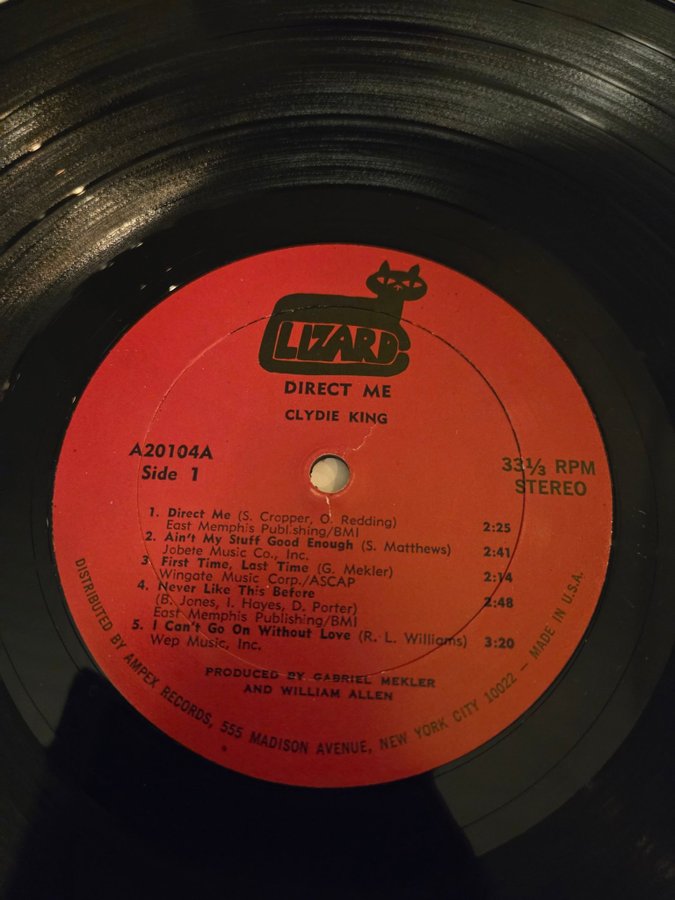 LIZARD
DIRECT ME
CLYDIE KING
A20104A
Side 1
33⅓ RPM
STEREO
1. Direct Me (S. Cropper, O. Redding)
East Memphis Publishing/BMI 2:25
2. Ain't My Stuff Good Enough (S. Matthews)
Jobete Music Co., Inc. 2:41
3. First Time, Last Time (G. Mekler)
Wingate Music Corp./ASCAP 2:14
4. Never Like This Before
(B. Jones, I. Hayes, D. Porter) 2:48
East Memphis Publishing/BMI
5. I Can't Go On Without Love (R. L. Williams) 3:20
Wep Music, Inc.
PRODUCED BY GABRIEL MEKLER
AND WILLIAM ALLEN
DISTRIBUTED BY AMPEX RECORDS, 555 MADISON AVENUE, NEW YORK CITY 10022 — MADE IN U.S.A.